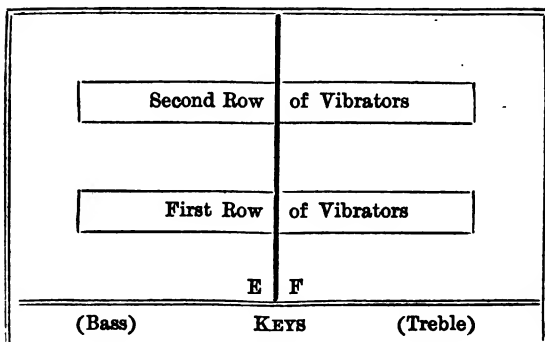 Second Row of Vibrators
First Row of Vibrators
E F
(Bass) KEYS (Treble)